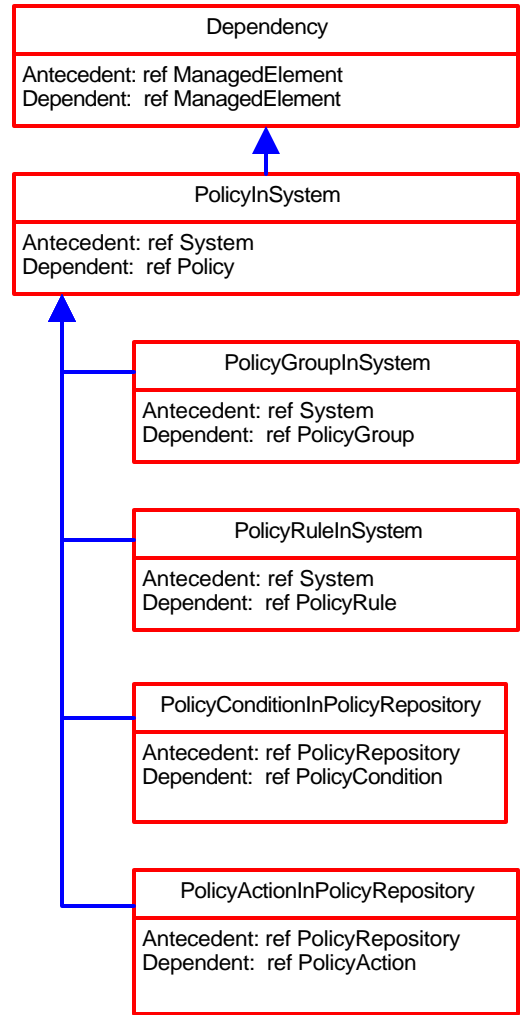 Dependency
Antecedent: ref ManagedElement
Dependent: ref ManagedElement
PolicyInSystem
Antecedent: ref System
Dependent: ref Policy
PolicyGroupInSystem
Antecedent: ref System
Dependent: ref PolicyGroup
PolicyRuleInSystem
Antecedent: ref System
Dependent: ref PolicyRule
PolicyConditionInPolicyRepository
Antecedent: ref PolicyRepository
Dependent: ref PolicyCondition
PolicyActionInPolicyRepository
Antecedent: ref PolicyRepository
Dependent: ref PolicyAction